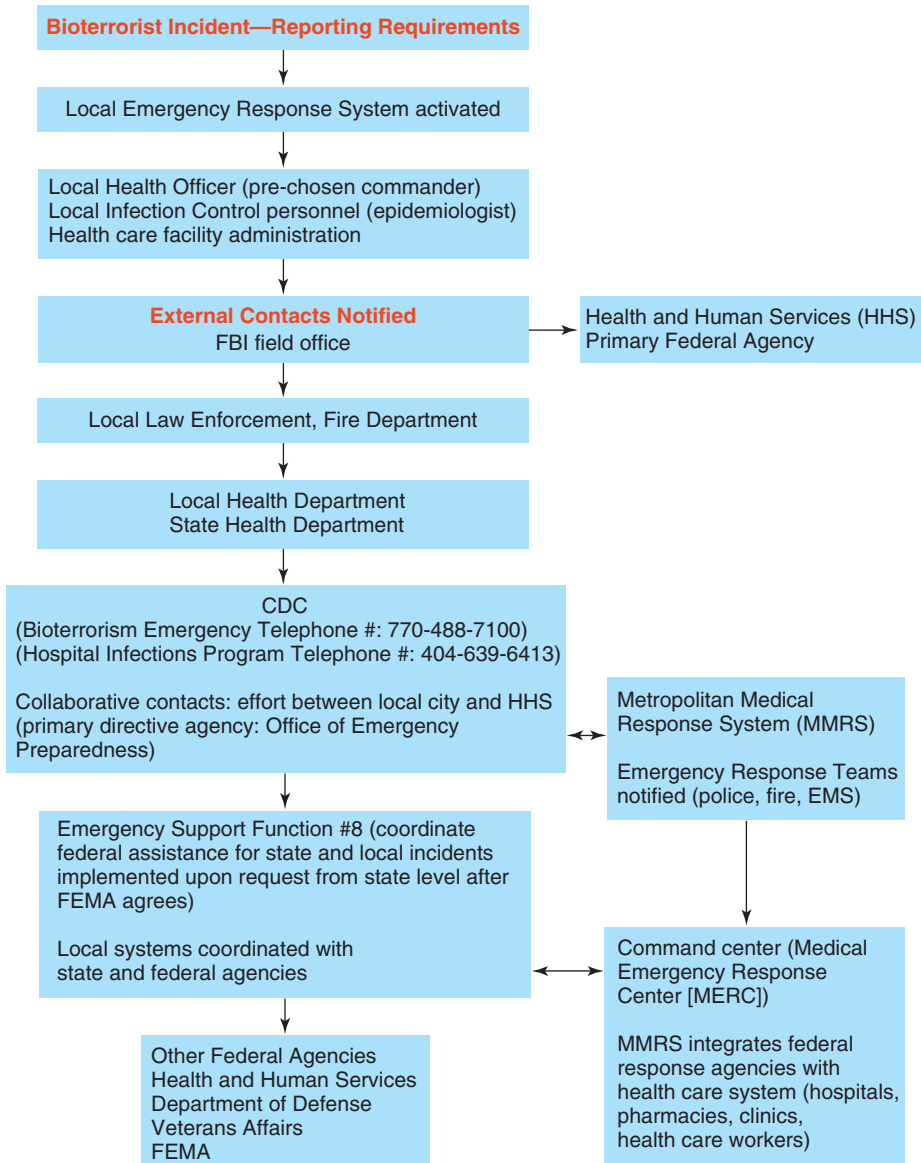 Bioterrorist Incident—Reporting Requirements
Local Emergency Response System activated
Local Health Officer (pre-chosen commander)
Local Infection Control personnel (epidemiologist)
Health care facility administration
External Contacts Notified
FBI field office
Health and Human Services (HHS)
Primary Federal Agency
Local Law Enforcement, Fire Department
Local Health Department
State Health Department
CDC
(Bioterrorism Emergency Telephone #: 770-488-7100)
(Hospital Infections Program Telephone #: 404-639-6413)
Collaborative contacts: effort between local city and HHS
(primary directive agency: Office of Emergency
Preparedness)
Metropolitan Medical
Response System (MMRS)
Emergency Response Teams
notified (police, fire, EMS)
Emergency Support Function #8 (coordinate
federal assistance for state and local incidents
implemented upon request from state level after
FEMA agrees)
Local systems coordinated with
state and federal agencies
Command center (Medical
Emergency Response
Center [MERC])
MMRS integrates federal
response agencies with
health care system (hospitals,
pharmacies, clinics,
health care workers)
Other Federal Agencies
Health and Human Services
Department of Defense
Veterans Affairs
FEMA